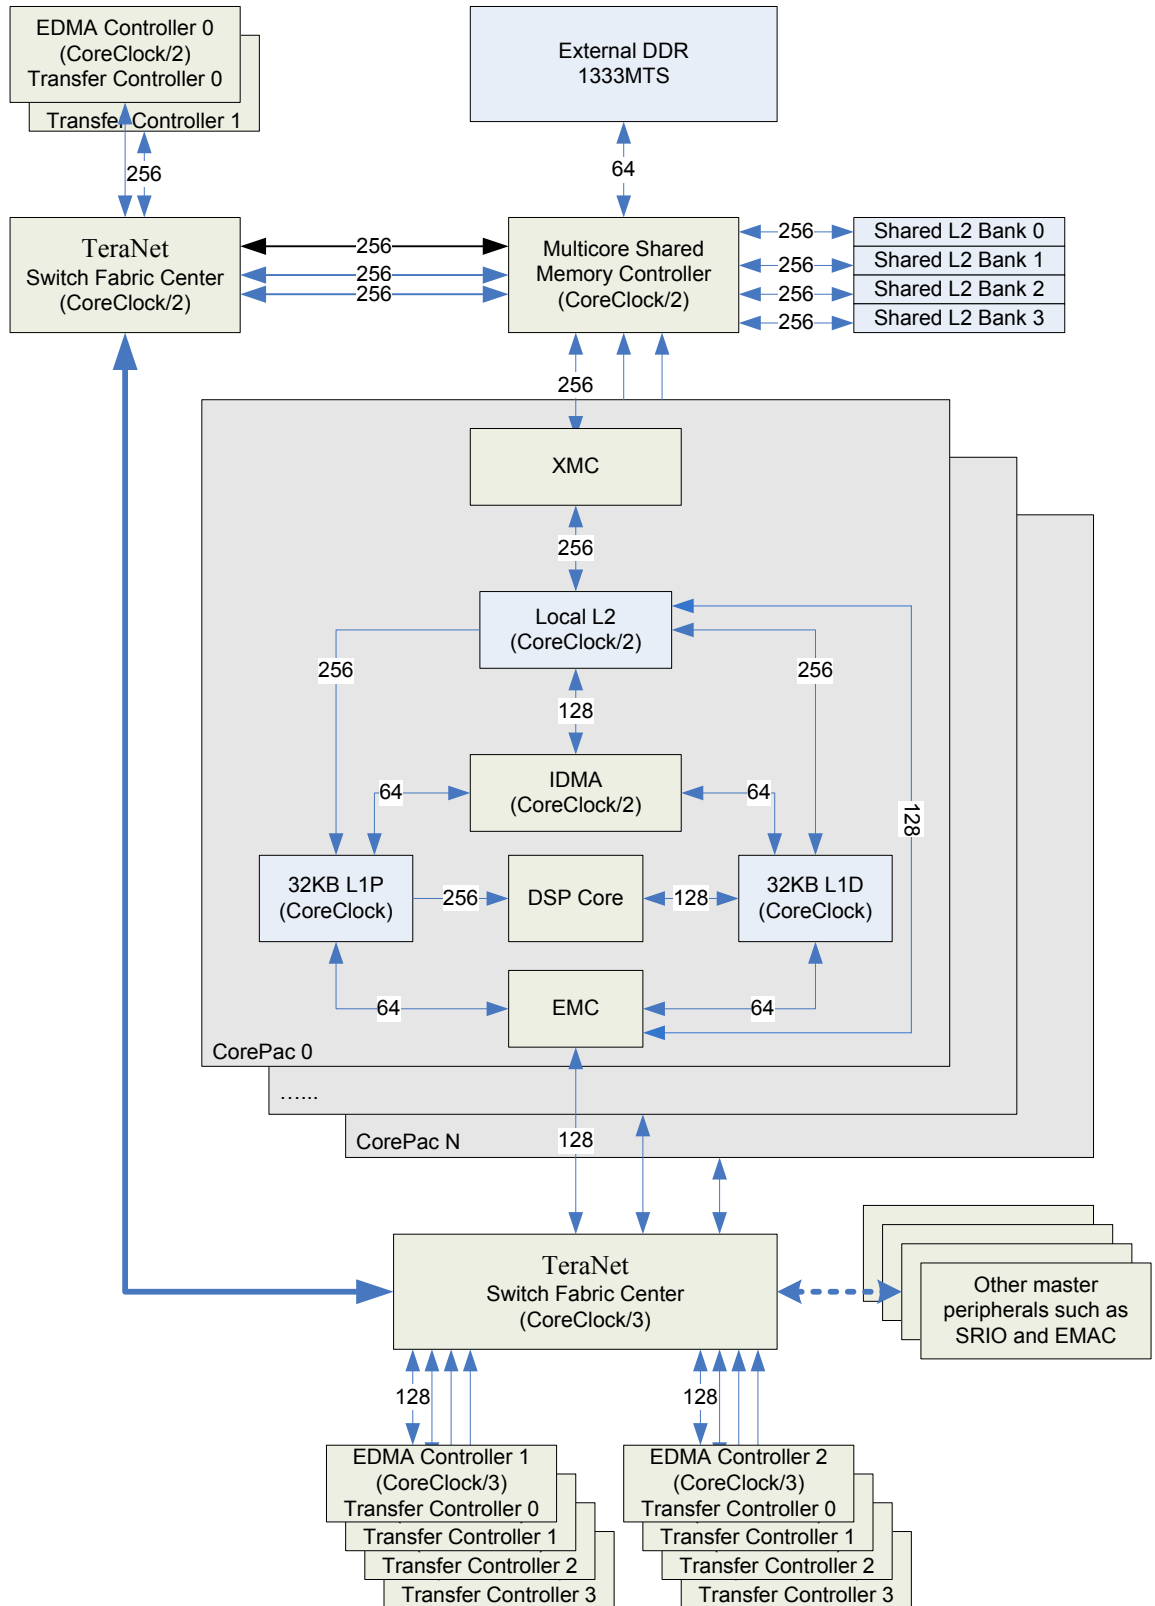 EDMA Controller 0
(CoreClock/2)
Transfer Controller 0
Transfer Controller 1
256
External DDR
1333MTS
64
TeraNet
Switch Fabric Center
(CoreClock/2)
256
256
256
Multicore Shared
Memory Controller
(CoreClock/2)
256
256
256
256
Shared L2 Bank 0
Shared L2 Bank 1
Shared L2 Bank 2
Shared L2 Bank 3
256
XMC
256
Local L2
(CoreClock/2)
256
256
128
IDMA
(CoreClock/2)
64
64
128
32KB L1P
(CoreClock)
256
DSP Core
128
32KB L1D
(CoreClock)
64
EMC
64
CorePac 0
…...
CorePac N
128
TeraNet
Switch Fabric Center
(CoreClock/3)
Other master
peripherals such as
SRIO and EMAC
128
128
EDMA Controller 1
(CoreClock/3)
Transfer Controller 0
Transfer Controller 1
Transfer Controller 2
Transfer Controller 3
EDMA Controller 2
(CoreClock/3)
Transfer Controller 0
Transfer Controller 1
Transfer Controller 2
Transfer Controller 3